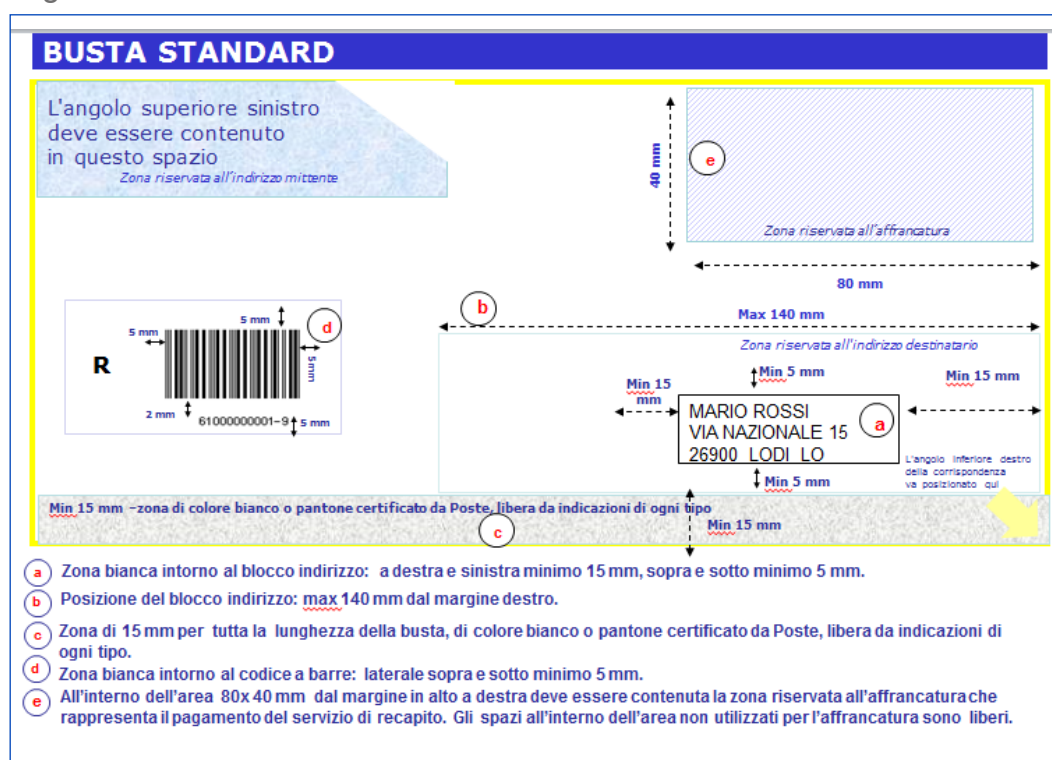 BUSTA STANDARD
L'angolo superiore sinistro
deve essere contenuto
in questo spazio
Zona riservata all'indirizzo mittente
40 mm
e
Zona riservata all'affrancatura
80 mm
b
Max 140 mm
Zona riservata all'indirizzo destinatario
5 mm
d
5 mm
5mm
R
2 mm
61000000001-9
5 mm
Min 15
mm
Min 5 mm
Min 15 mm
MARIO ROSSI
VIA NAZIONALE 15
26900 LODI LO
a
Min 5 mm
L'angolo inferiore destro
della corrispondenza
va posizionato qui
Min 15 mm –zona di colore bianco o pantone certificato da Poste, libera da indicazioni di ogni tipo
c
Min 15 mm
a Zona bianca intorno al blocco indirizzo: a destra e sinistra minimo 15 mm, sopra e sotto minimo 5 mm.
b Posizione del blocco indirizzo: max 140 mm dal margine destro.
c Zona di 15 mm per tutta la lunghezza della busta, di colore bianco o pantone certificato da Poste, libera da indicazioni di
ogni tipo.
d Zona bianca intorno al codice a barre: laterale sopra e sotto minimo 5 mm.
e All'interno dell'area 80x 40 mm dal margine in alto a destra deve essere contenuta la zona riservata all'affrancatura che
rappresenta il pagamento del servizio di recapito. Gli spazi all'interno dell'area non utilizzati per l'affrancatura sono liberi.